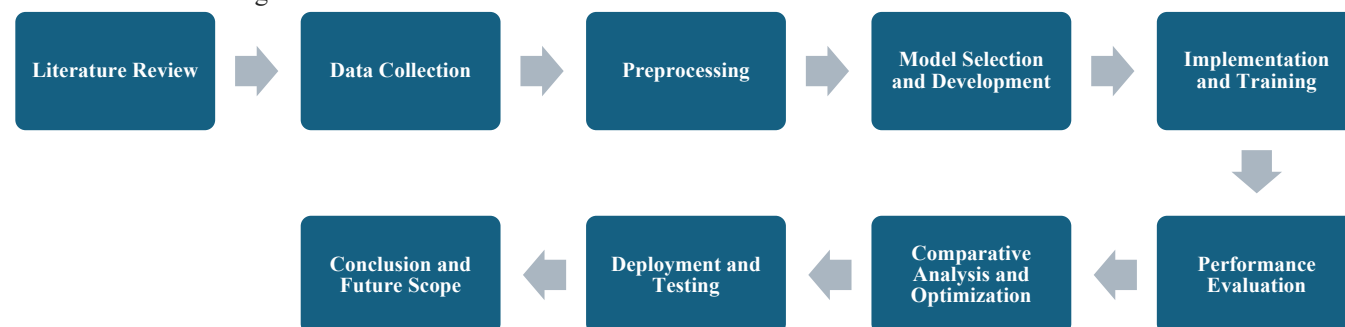 Literature Review
Data Collection
Preprocessing
Model Selection
and Development
Implementation
and Training
Performance
Evaluation
Comparative
Analysis and
Optimization
Deployment and
Testing
Conclusion and
Future Scope